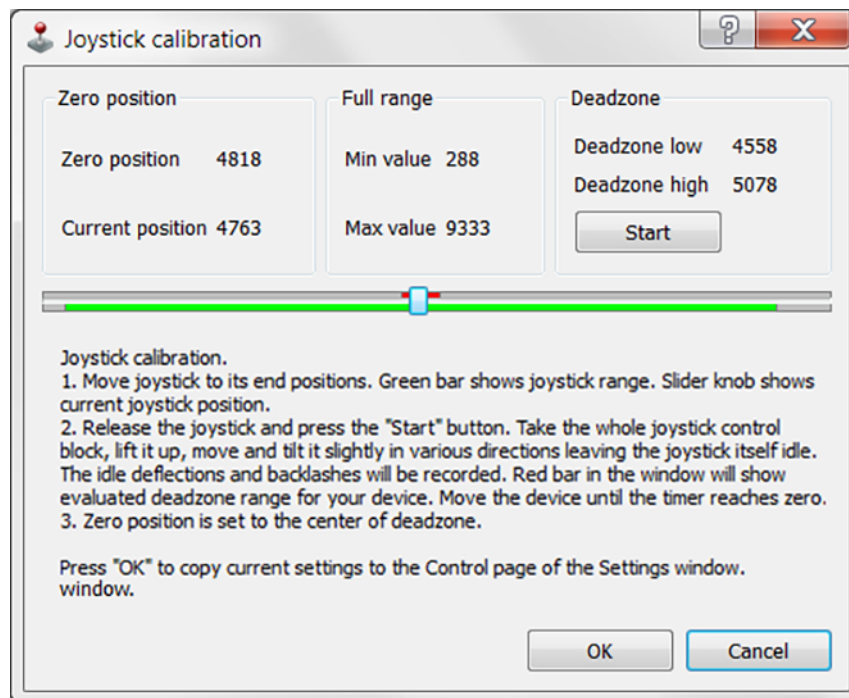 Joystick calibration
Zero position
Zero position 4818
Current position 4763
Full range
Min value 288
Max value 9333
Deadzone
Deadzone low 4558
Deadzone high 5078
Start
Joystick calibration.
1. Move joystick to its end positions. Green bar shows joystick range. Slider knob shows
current joystick position.
2. Release the joystick and press the "Start" button. Take the whole joystick control
block, lift it up, move and tilt it slightly in various directions leaving the joystick itself idle.
The idle deflections and backlashes will be recorded. Red bar in the window will show
evaluated deadzone range for your device. Move the device until the timer reaches zero.
3. Zero position is set to the center of deadzone.
Press "OK" to copy current settings to the Control page of the Settings window.
window.
OK
Cancel